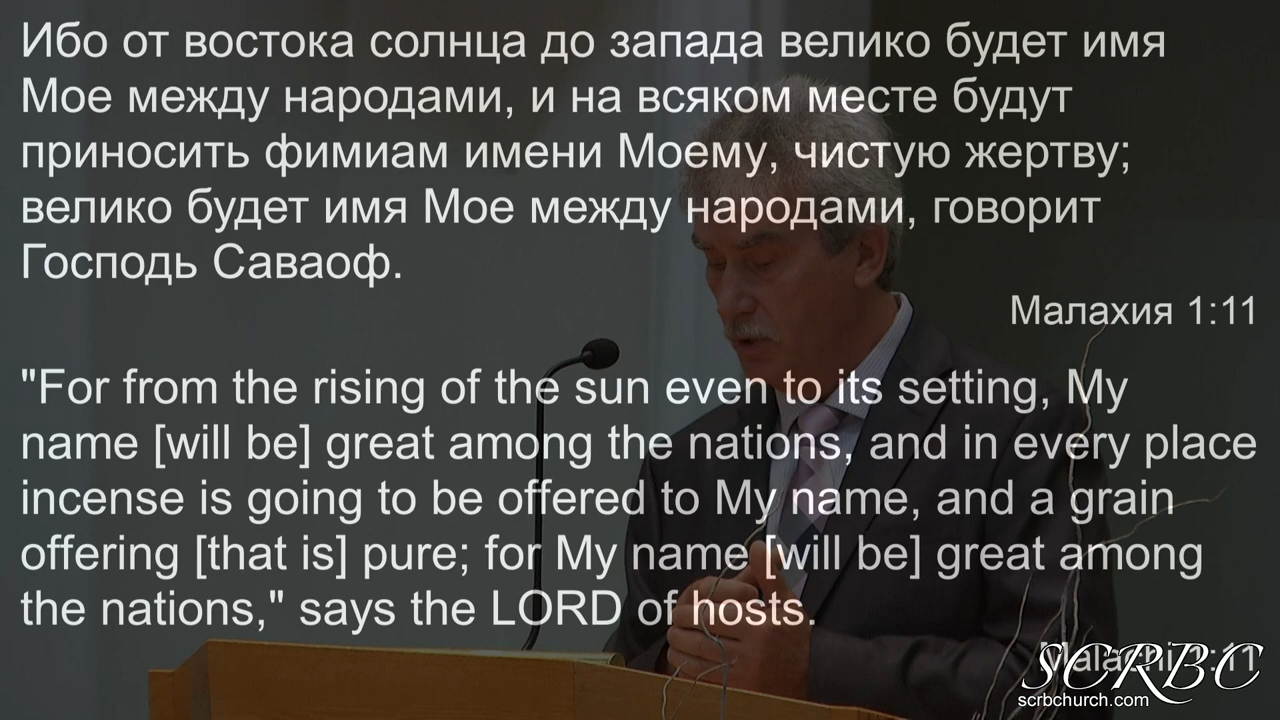 Ибо от востока солнца до запада велико будет имя
Мое между народами, и на всяком месте будут
приносить фимиам имени Моему, чистую жертву;
велико будет имя Мое между народами, говорит
Господь Саваоф.
Малахия 1:11
"For from the rising of the sun even to its setting, My
name [will be] great among the nations, and in every place
incense is going to be offered to My name, and a grain
offering [that is] pure; for My name [will be] great among
the nations," says the LORD of hosts.
Malachi 1:11
SCRBC
scrbchurch.com